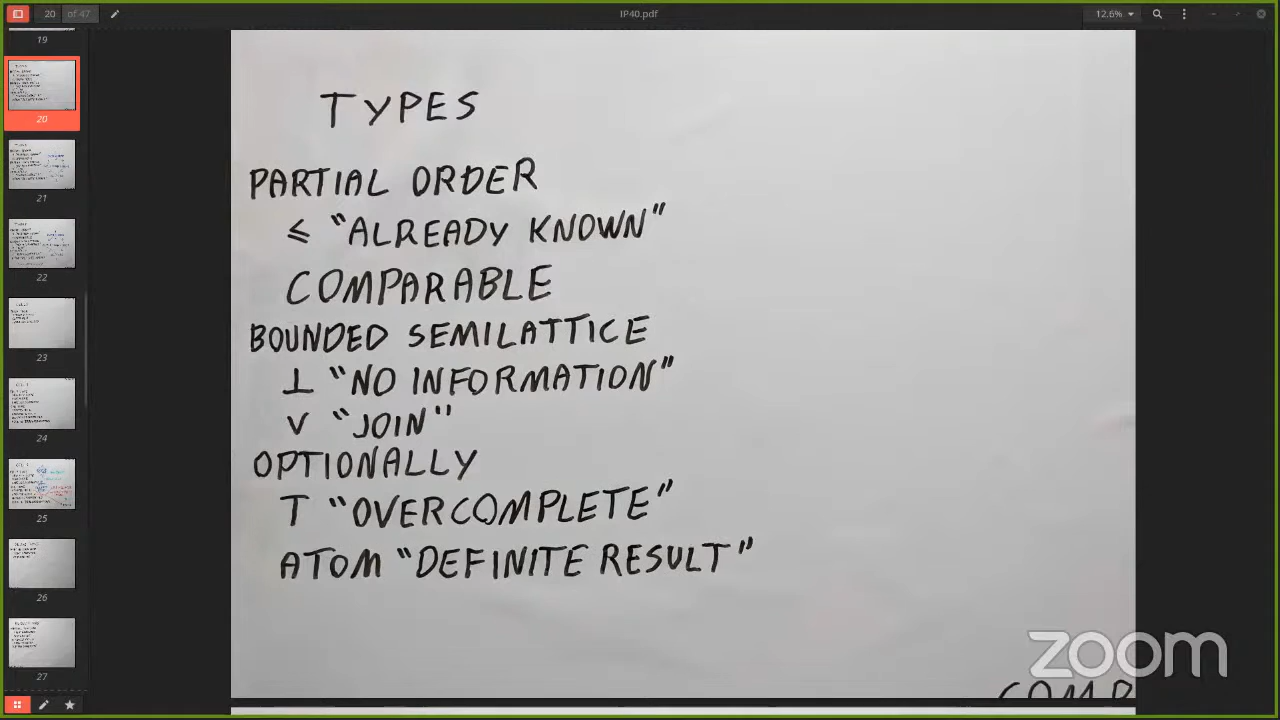 20 of 47
IP40.pdf
12.6%
19
20
21
22
23
24
25
26
27
TYPES
PARTIAL ORDER
≤ "ALREADY KNOWN"
COMPARABLE
BOUNDED SEMILATTICE
⊥ "NO INFORMATION"
∨ "JOIN"
OPTIONALLY
⊤ "OVERCOMPLETE"
ATOM "DEFINITE RESULT"
COMP
zoom